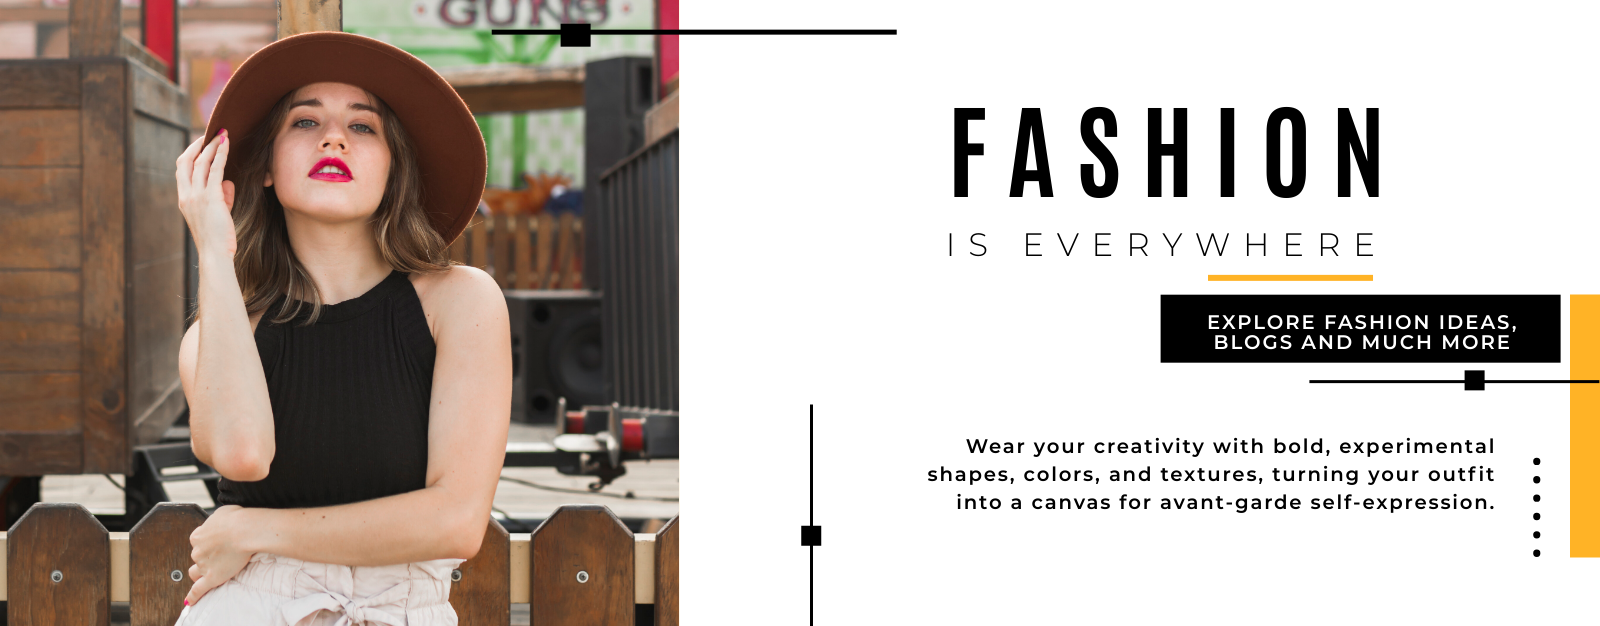 GUNS
FASHION
IS EVERYWHERE
EXPLORE FASHION IDEAS,
BLOGS AND MUCH MORE
Wear your creativity with bold, experimental
shapes, colors, and textures, turning your outfit
into a canvas for avant-garde self-expression.